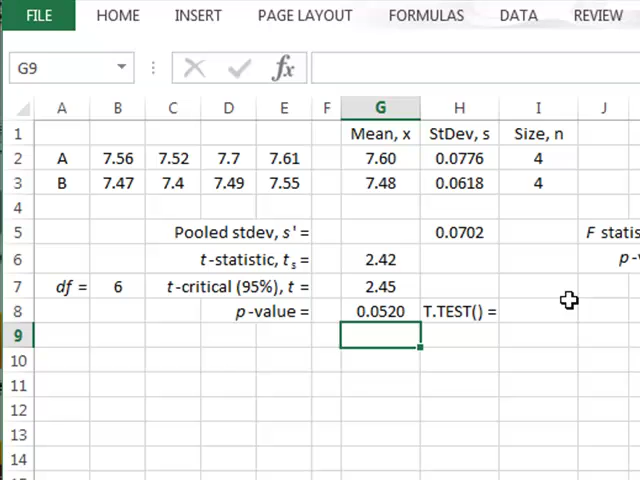 FILE HOME INSERT PAGE LAYOUT FORMULAS DATA REVIEW
G9 fx
A B C D E F G H I J
1 Mean, x StDev, s Size, n
2 A 7.56 7.52 7.7 7.61 7.60 0.0776 4
3 B 7.47 7.4 7.49 7.55 7.48 0.0618 4
4
5 Pooled stdev, s' = 0.0702 F statis
6 t-statistic, ts = 2.42 p-v
7 df = 6 t-critical (95%), t = 2.45
8 p-value = 0.0520 T.TEST() =
9
10
11
12
13
14